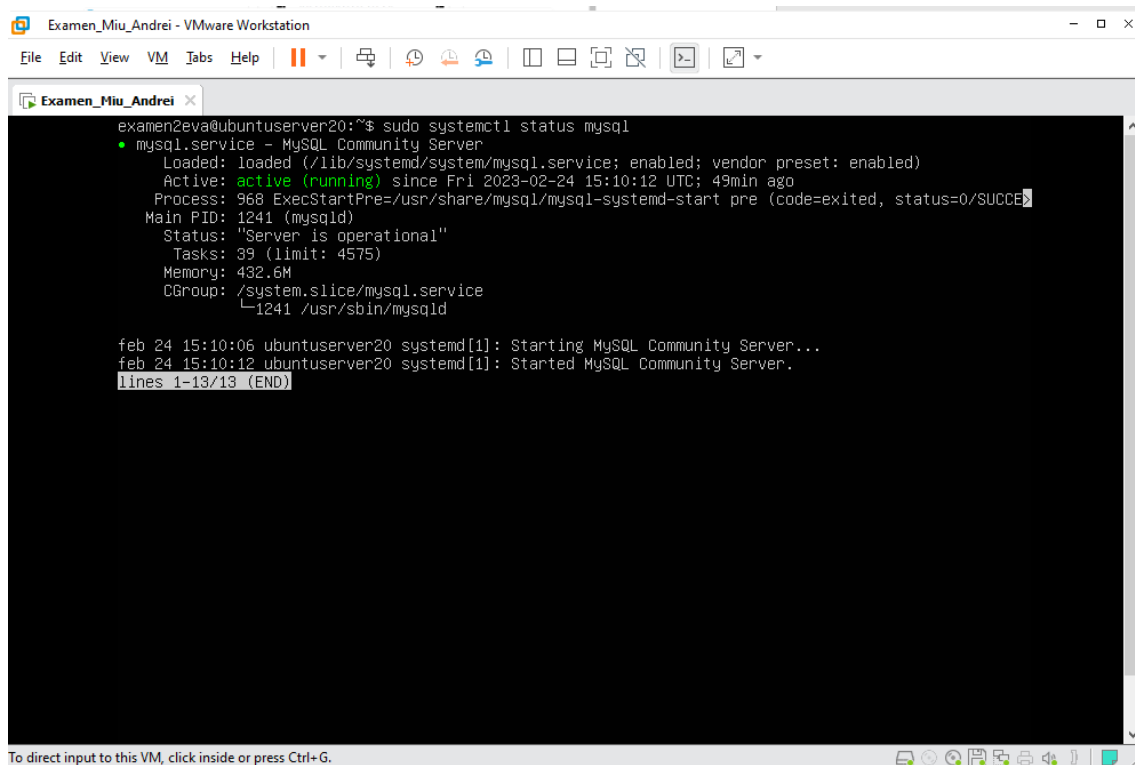 Examen_Miu_Andrei - VMware Workstation
File Edit View VM Tabs Help
Examen_Miu_Andrei
examen2eva@ubuntuserver20:~$ sudo systemctl status mysql
● mysql.service - MySQL Community Server
Loaded: loaded (/lib/systemd/system/mysql.service; enabled; vendor preset: enabled)
Active: active (running) since Fri 2023-02-24 15:10:12 UTC; 49min ago
Process: 968 ExecStartPre=/usr/share/mysql/mysql-systemd-start pre (code=exited, status=0/SUCCE>
Main PID: 1241 (mysqld)
Status: "Server is operational"
Tasks: 39 (limit: 4575)
Memory: 432.6M
CGroup: /system.slice/mysql.service
└─1241 /usr/sbin/mysqld
feb 24 15:10:06 ubuntuserver20 systemd[1]: Starting MySQL Community Server...
feb 24 15:10:12 ubuntuserver20 systemd[1]: Started MySQL Community Server.
lines 1-13/13 (END)
To direct input to this VM, click inside or press Ctrl+G.